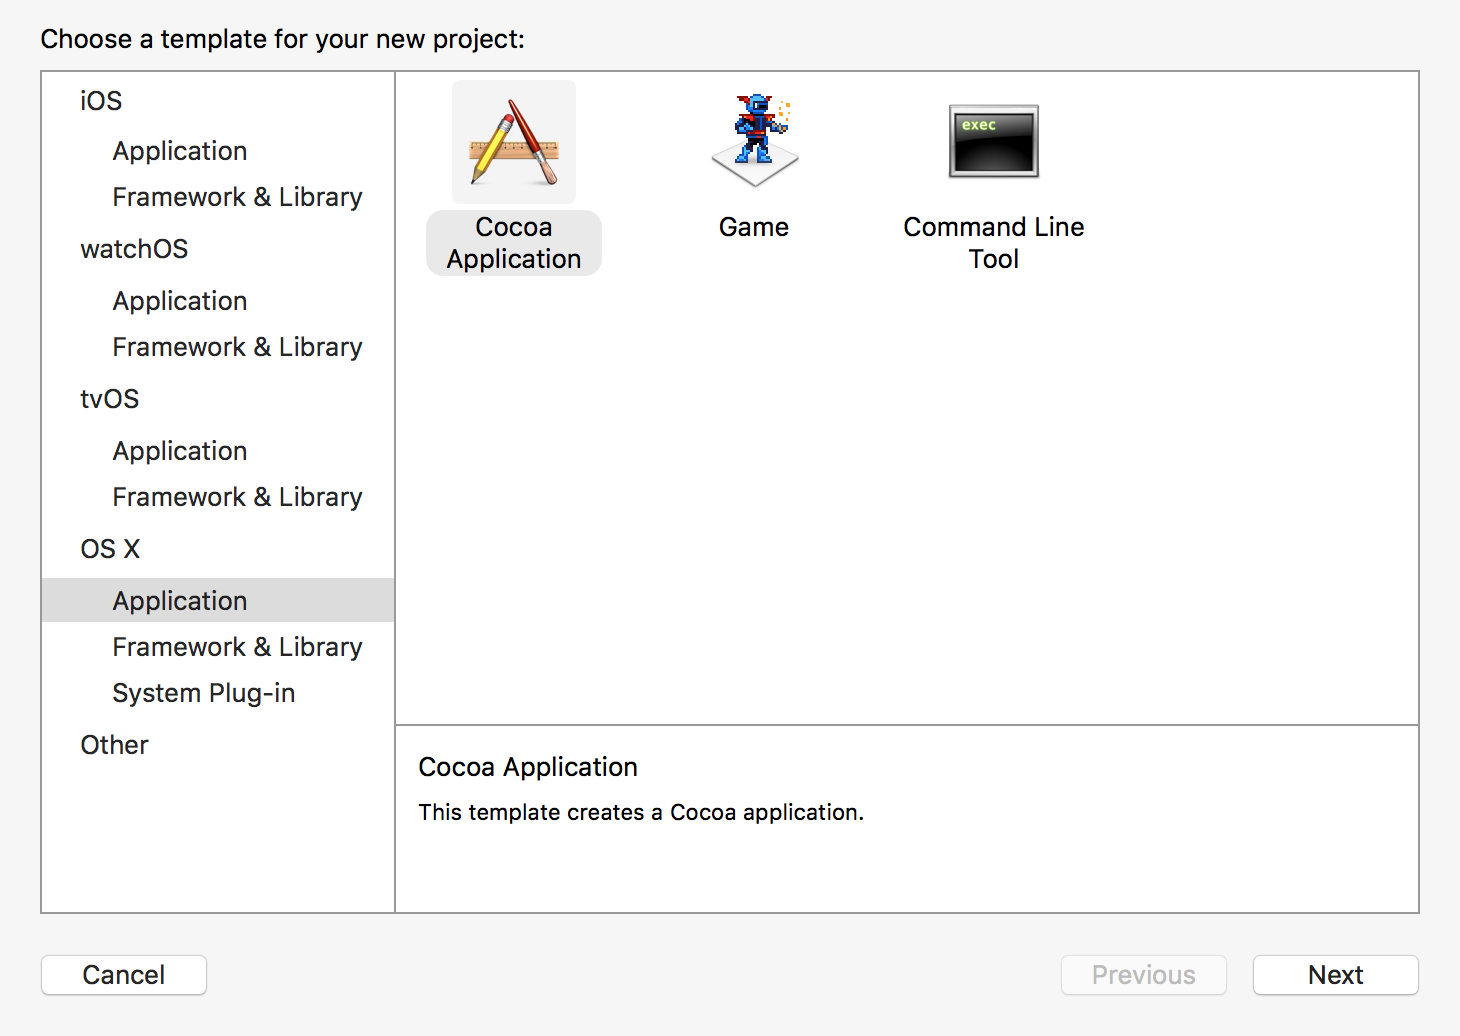 Choose a template for your new project:
iOS
Application
Framework & Library
watchOS
Application
Framework & Library
tvOS
Application
Framework & Library
OS X
Application
Framework & Library
System Plug-in
Other
Cocoa
Application
Game
exec
Command Line
Tool
Cocoa Application
This template creates a Cocoa application.
Cancel
Previous
Next